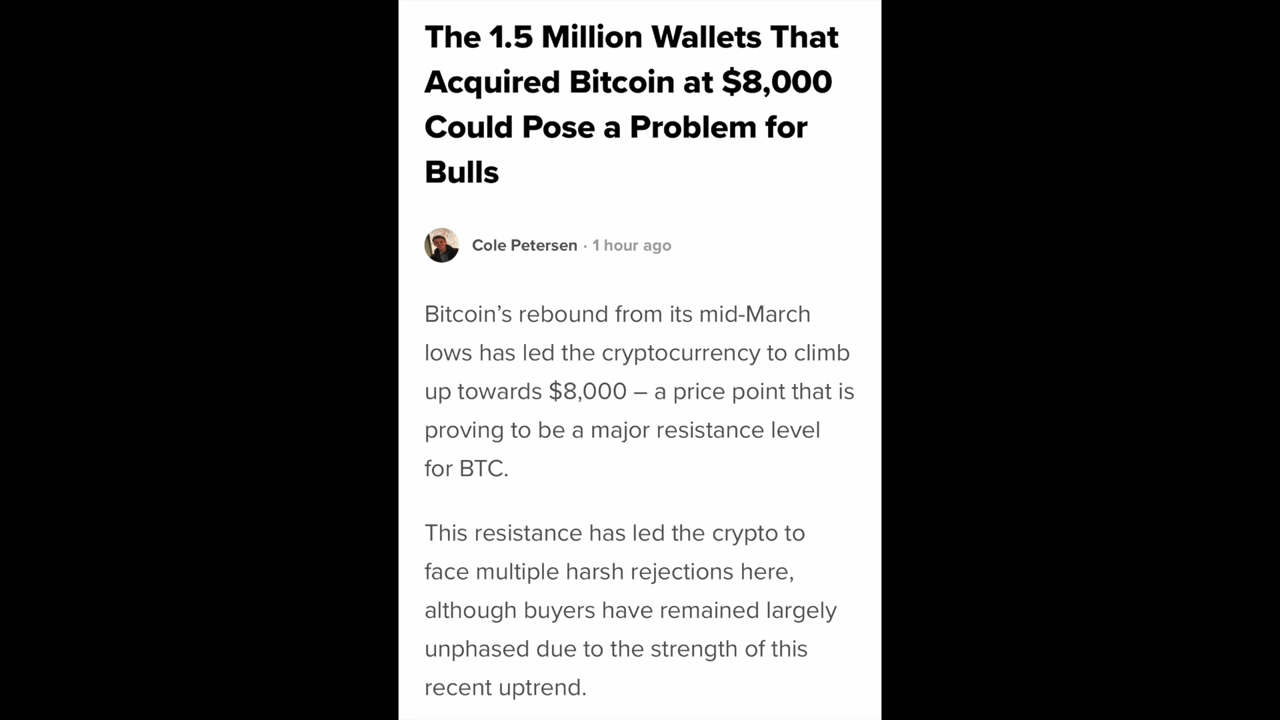 The 1.5 Million Wallets That
Acquired Bitcoin at $8,000
Could Pose a Problem for
Bulls
Cole Petersen · 1 hour ago
Bitcoin’s rebound from its mid-March
lows has led the cryptocurrency to climb
up towards $8,000 – a price point that is
proving to be a major resistance level
for BTC.
This resistance has led the crypto to
face multiple harsh rejections here,
although buyers have remained largely
unphased due to the strength of this
recent uptrend.